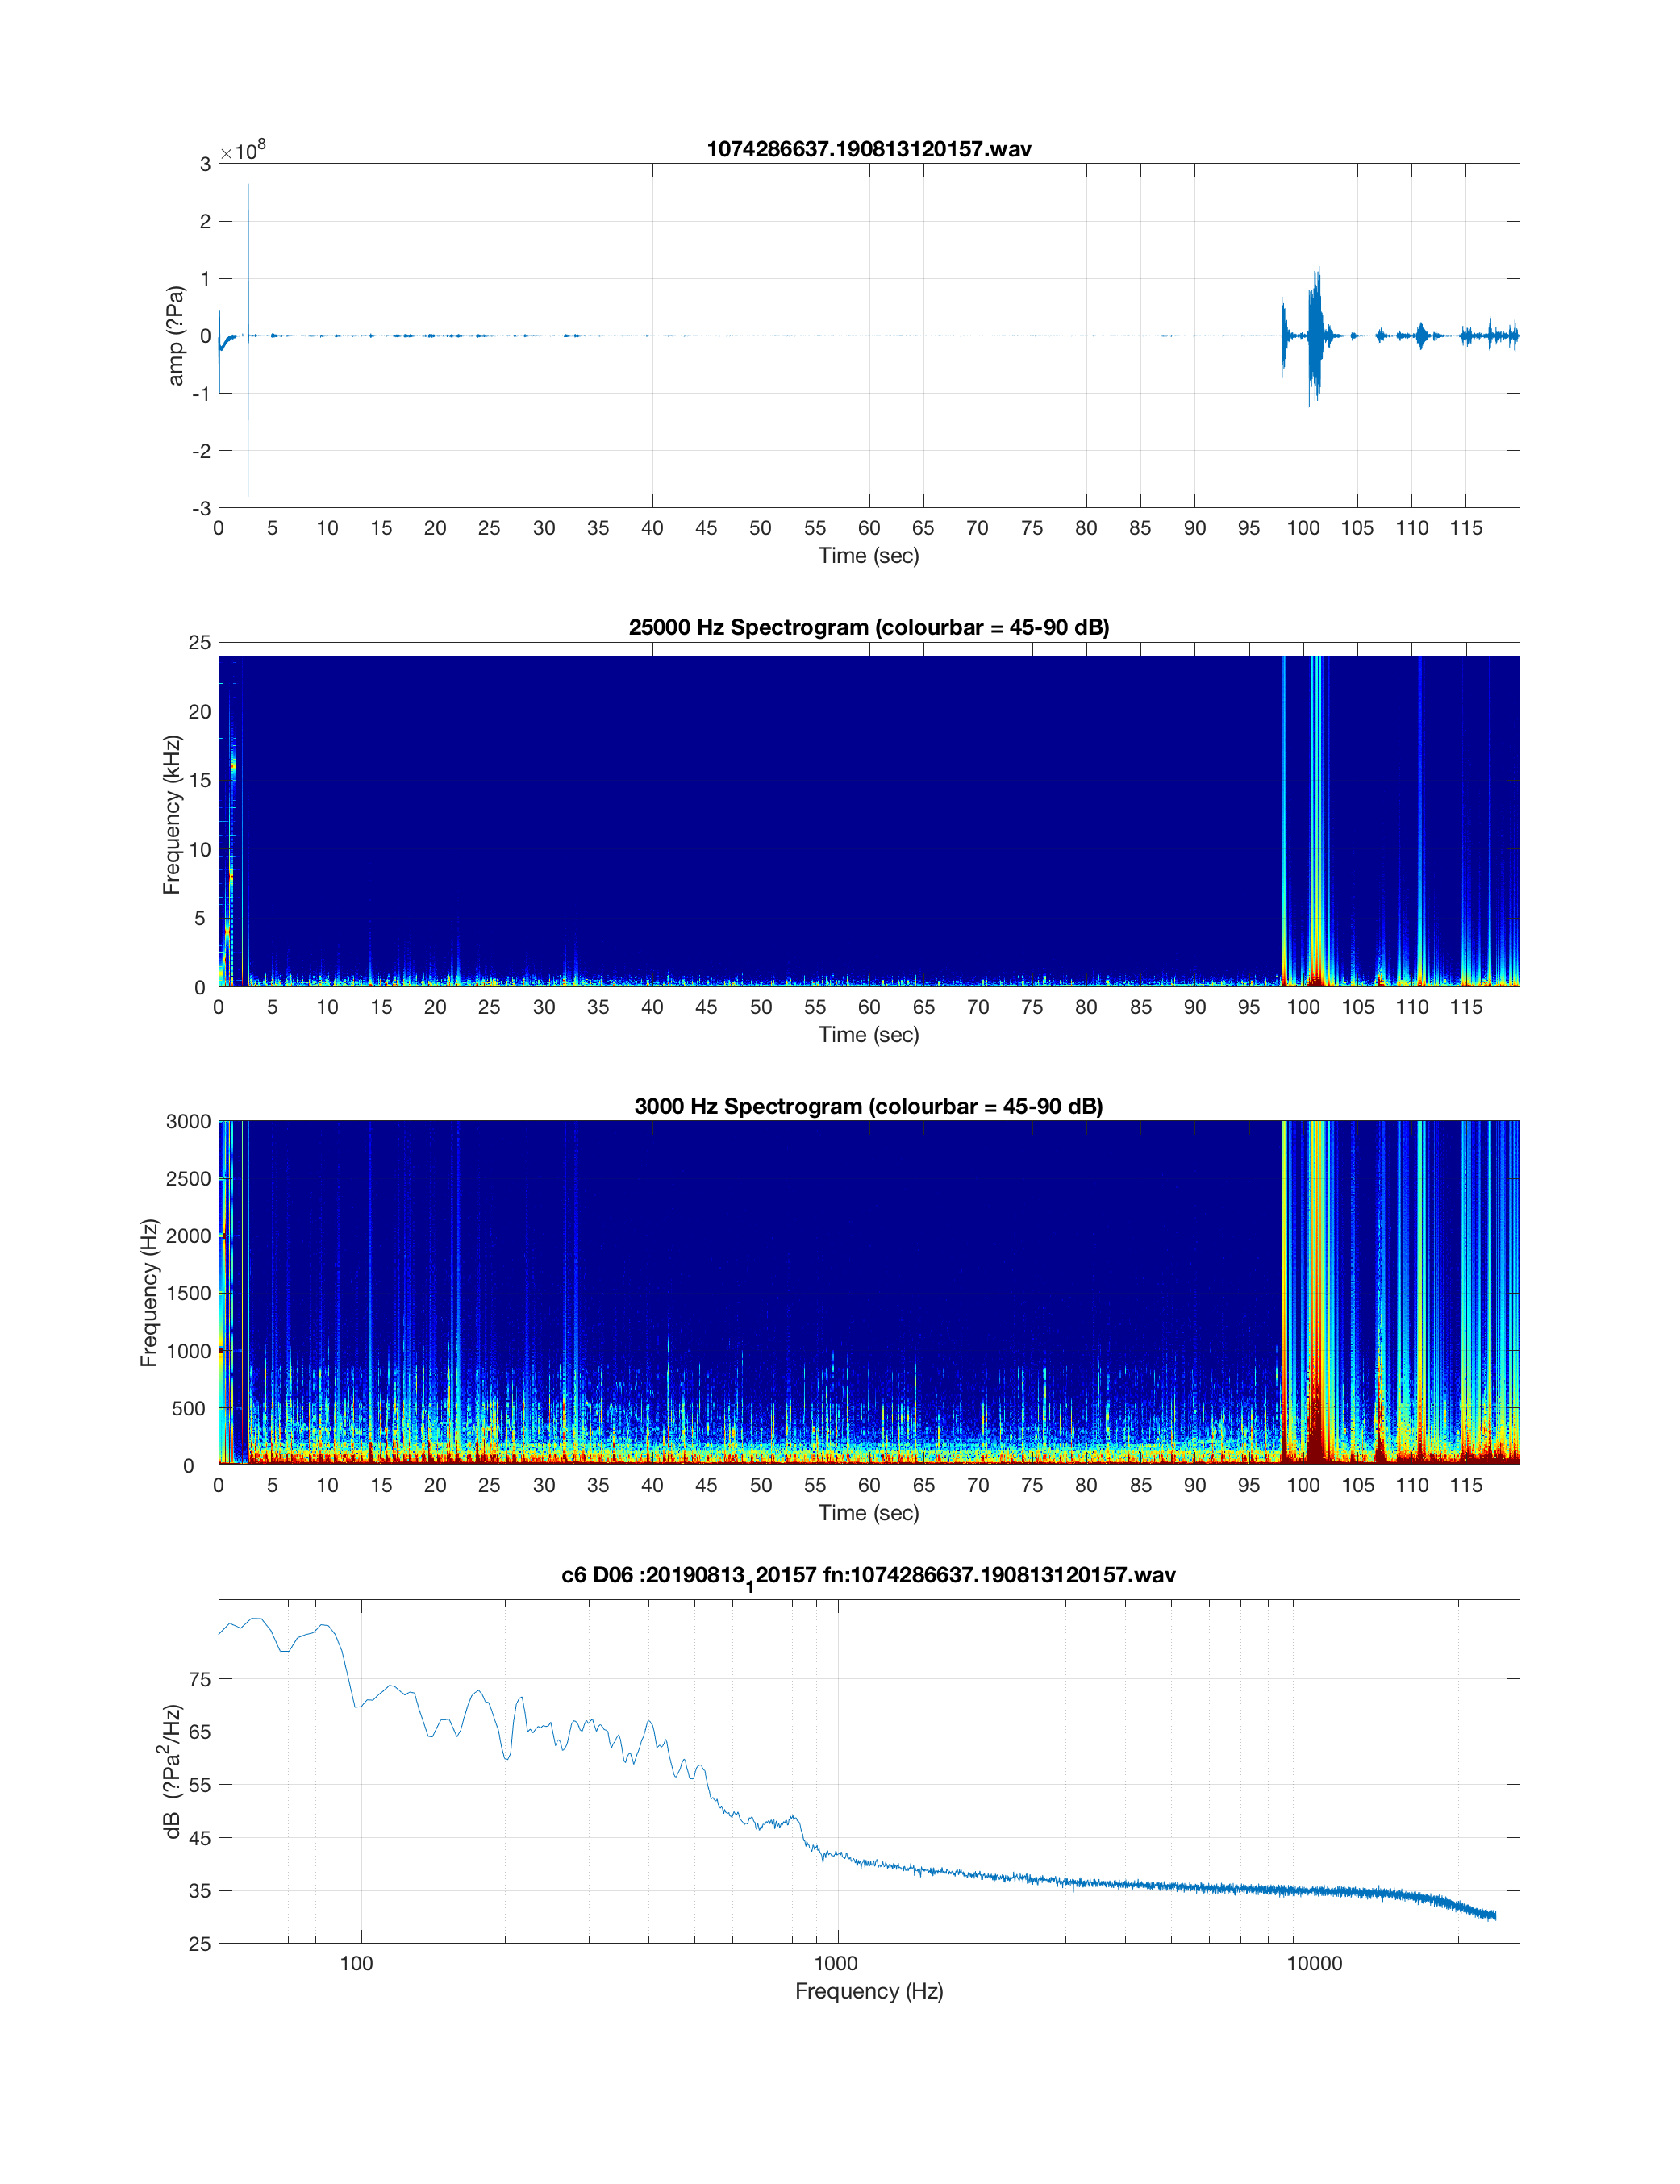 1074286637.190813120157.wav
×10^8
3
2
1
0
-1
-2
-3
amp (?Pa)
0 5 10 15 20 25 30 35 40 45 50 55 60 65 70 75 80 85 90 95 100 105 110 115
Time (sec)
25000 Hz Spectrogram (colourbar = 45-90 dB)
25
20
15
10
5
0
Frequency (kHz)
0 5 10 15 20 25 30 35 40 45 50 55 60 65 70 75 80 85 90 95 100 105 110 115
Time (sec)
3000 Hz Spectrogram (colourbar = 45-90 dB)
3000
2500
2000
1500
1000
500
0
Frequency (Hz)
0 5 10 15 20 25 30 35 40 45 50 55 60 65 70 75 80 85 90 95 100 105 110 115
Time (sec)
c6 D06 :20190813_120157 fn:1074286637.190813120157.wav
75
65
55
45
35
25
dB (?Pa^2/Hz)
100 1000 10000
Frequency (Hz)